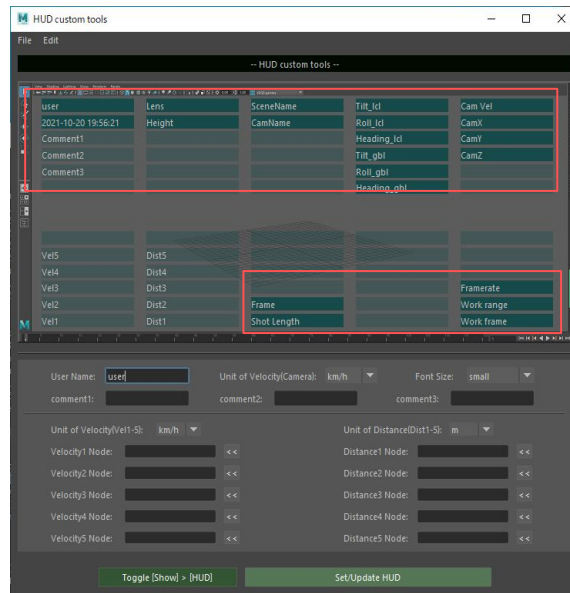 HUD custom tools
File Edit
-- HUD custom tools --
user Lens SceneName Tilt_lcl Cam Vel
2021-10-20 19:56:21 Height CamName Roll_lcl CamX
Comment1 Heading_lcl CamY
Comment2 Tilt_gbl CamZ
Comment3 Roll_gbl
Heading_gbl
Vel5 Dist5
Vel4 Dist4
Vel3 Dist3 Framerate
Vel2 Dist2 Frame Work range
Vel1 Dist1 Shot Length Work frame
User Name: user Unit of Velocity(Camera): km/h Font Size: small
comment1: comment2: comment3:
Unit of Velocity(Vel1-5): km/h Unit of Distance(Dist1-5): m
Velocity1 Node: << Distance1 Node: <<
Velocity2 Node: << Distance2 Node: <<
Velocity3 Node: << Distance3 Node: <<
Velocity4 Node: << Distance4 Node: <<
Velocity5 Node: << Distance5 Node: <<
Toggle [Show] > [HUD] Set/Update HUD